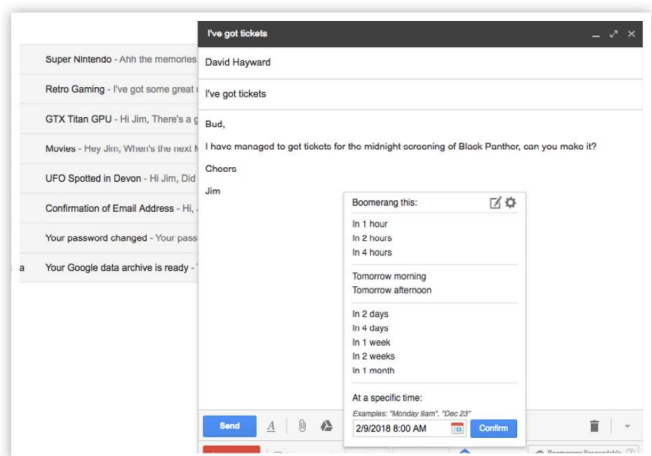 I've got tickets
Super Nintendo - Ahh the memories
David Hayward
Retro Gaming - I've got some great
I've got tickets
GTX Titan GPU - Hi Jim, There's a g
Bud,
Movies - Hey Jim, When's the next M
I have managed to get tickets for the midnight screening of Black Panther, can you make it?
UFO Spotted in Devon - Hi Jim, Did
Cheers
Jim
Confirmation of Email Address - Hi,
Your password changed - Your pass
a Your Google data archive is ready -
Boomerang this:
In 1 hour
In 2 hours
In 4 hours
Tomorrow morning
Tomorrow afternoon
In 2 days
In 4 days
In 1 week
In 2 weeks
In 1 month
At a specific time:
Examples: "Monday 9am". "Dec 23"
2/9/2018 8:00 AM
Confirm
Send
A